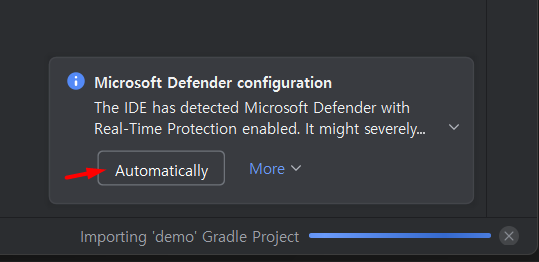 Microsoft Defender configuration
The IDE has detected Microsoft Defender with
Real-Time Protection enabled. It might severely...
Automatically
More
Importing 'demo' Gradle Project